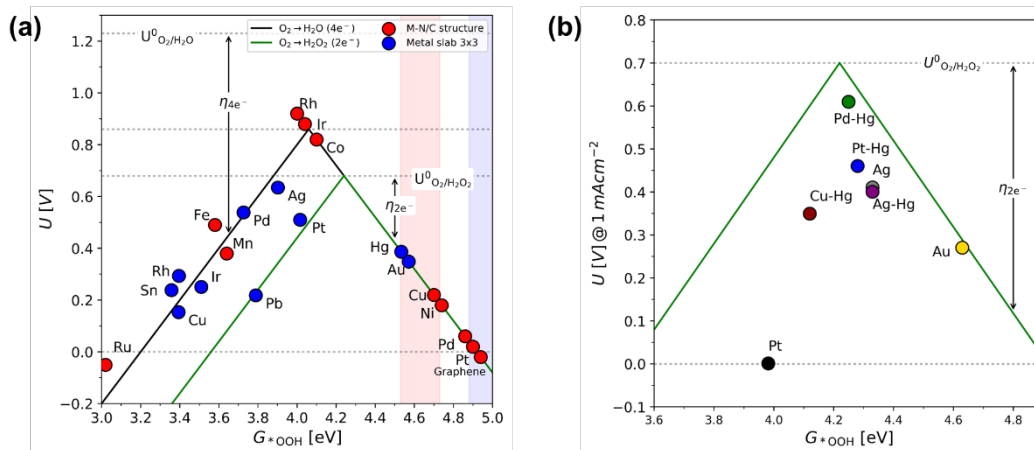 (a)
U [V]
1.2
1.0
0.8
0.6
0.4
0.2
0.0
−0.2
3.0 3.2 3.4 3.6 3.8 4.0 4.2 4.4 4.6 4.8 5.0
G*OOH [eV]
O₂→H₂O (4e⁻)
O₂→H₂O₂ (2e⁻)
M-N/C structure
Metal slab 3x3
U⁰O₂/H₂O
η4e⁻
Rh
Ir
Co
U⁰O₂/H₂O₂
η2e⁻
Ag
Fe
Pd
Pt
Mn
Hg
Au
Rh
Sn
Ir
Pb
Cu
Cu
Ni
Ru
Pd
Pt
Graphene
(b)
U [V]@1 mAcm⁻²
0.8
0.7
0.6
0.5
0.4
0.3
0.2
0.1
0.0
−0.1
3.6 3.8 4.0 4.2 4.4 4.6 4.8
G*OOH [eV]
U⁰O₂/H₂O₂
Pd-Hg
Pt-Hg
Ag
Cu-Hg
Ag-Hg
η2e⁻
Au
Pt